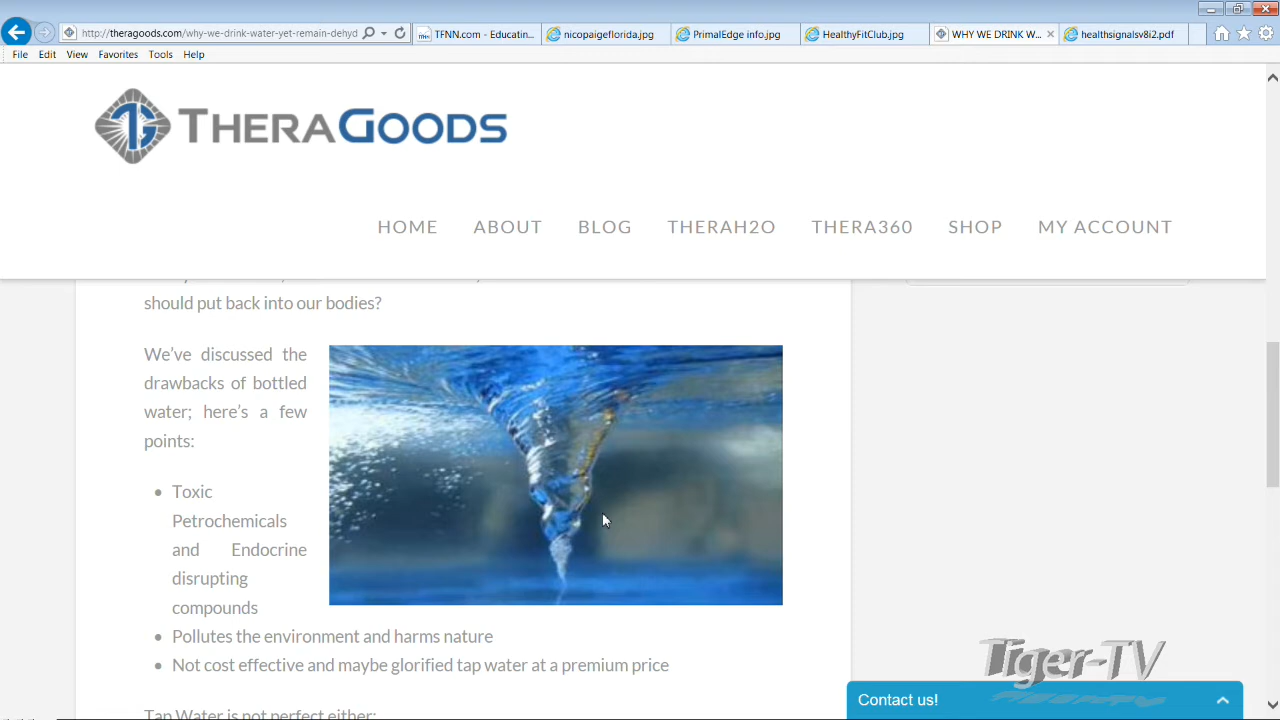 http://theragoods.com/why-we-drink-water-yet-remain-dehyd
TFNN.com - Educatin...
nicopaigeflorida.jpg
PrimalEdge info.jpg
HealthyFitClub.jpg
WHY WE DRINK W...
healthsignalsv8i2.pdf
File Edit View Favorites Tools Help
THERAGOODS
HOME ABOUT BLOG THERAH2O THERA360 SHOP MY ACCOUNT
should put back into our bodies?
We've discussed the
drawbacks of bottled
water; here's a few
points:
• Toxic
Petrochemicals
and Endocrine
disrupting
compounds
• Pollutes the environment and harms nature
• Not cost effective and maybe glorified tap water at a premium price
Tap Water is not perfect either:
Tiger-TV
Contact us!